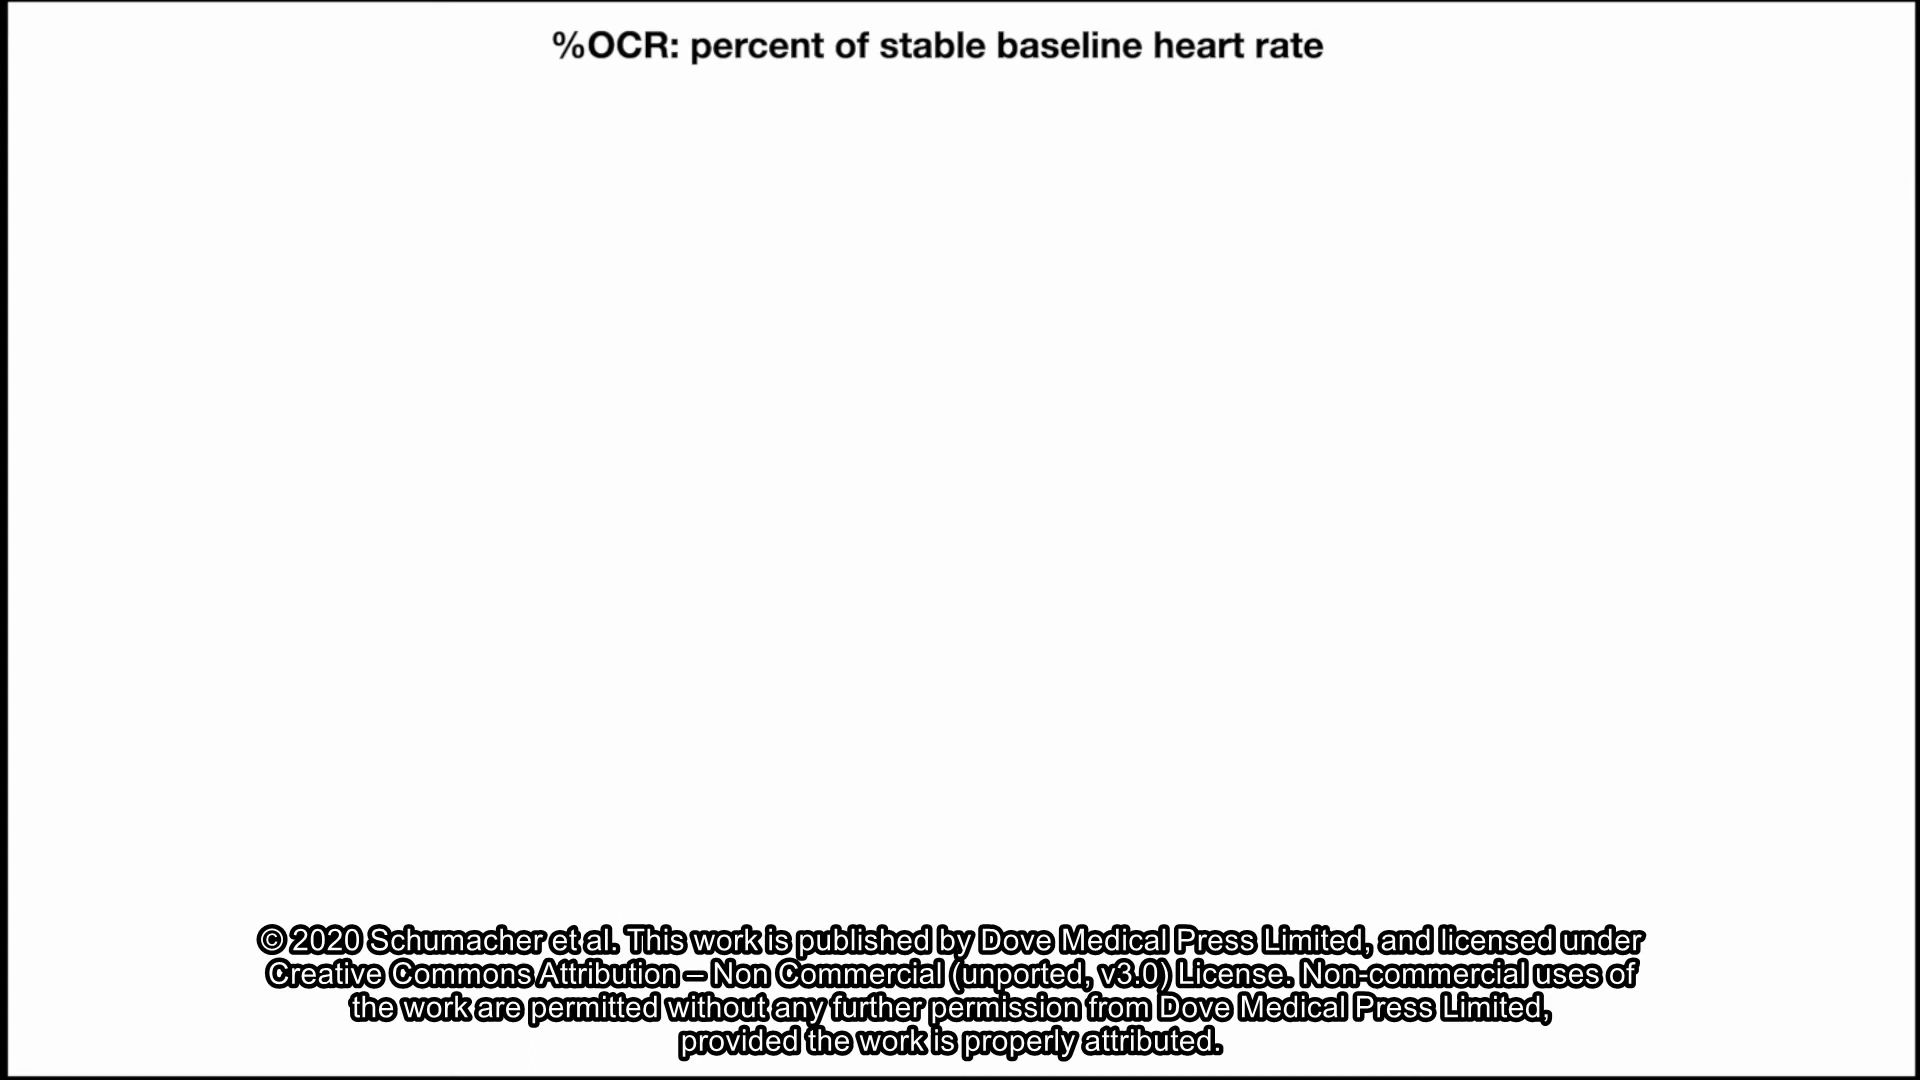 %OCR: percent of stable baseline heart rate
© 2020 Schumacher et al. This work is published by Dove Medical Press Limited, and licensed under
Creative Commons Attribution – Non Commercial (unported, v3.0) License. Non-commercial uses of
the work are permitted without any further permission from Dove Medical Press Limited,
provided the work is properly attributed.